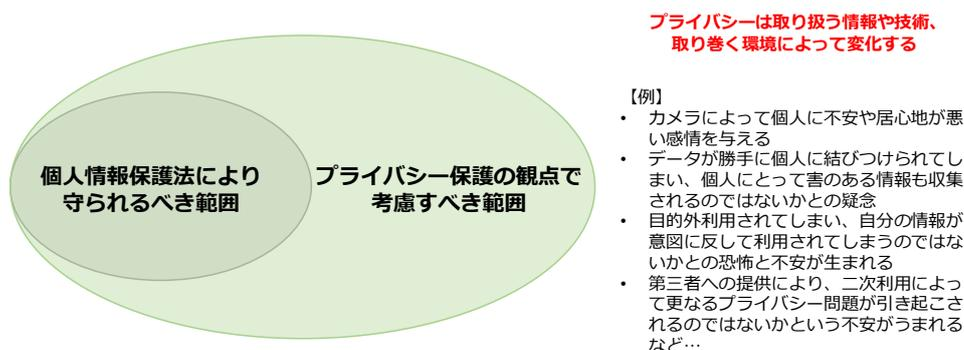 プライバシーは取り扱う情報や技術、
取り巻く環境によって変化する
個人情報保護法により
守られるべき範囲
プライバシー保護の観点で
考慮すべき範囲
【例】
• カメラによって個人に不安や居心地が悪
い感情を与える
• データが勝手に個人に結びつけられてし
まい、個人にとって害のある情報も収集
されるのではないかとの疑念
• 目的外利用されてしまい、自分の情報が
意図に反して利用されてしまうのではな
いかとの恐怖と不安が生まれる
• 第三者への提供により、二次利用によっ
て更なるプライバシー問題が引き起こさ
れるのではないかという不安がうまれる
など…